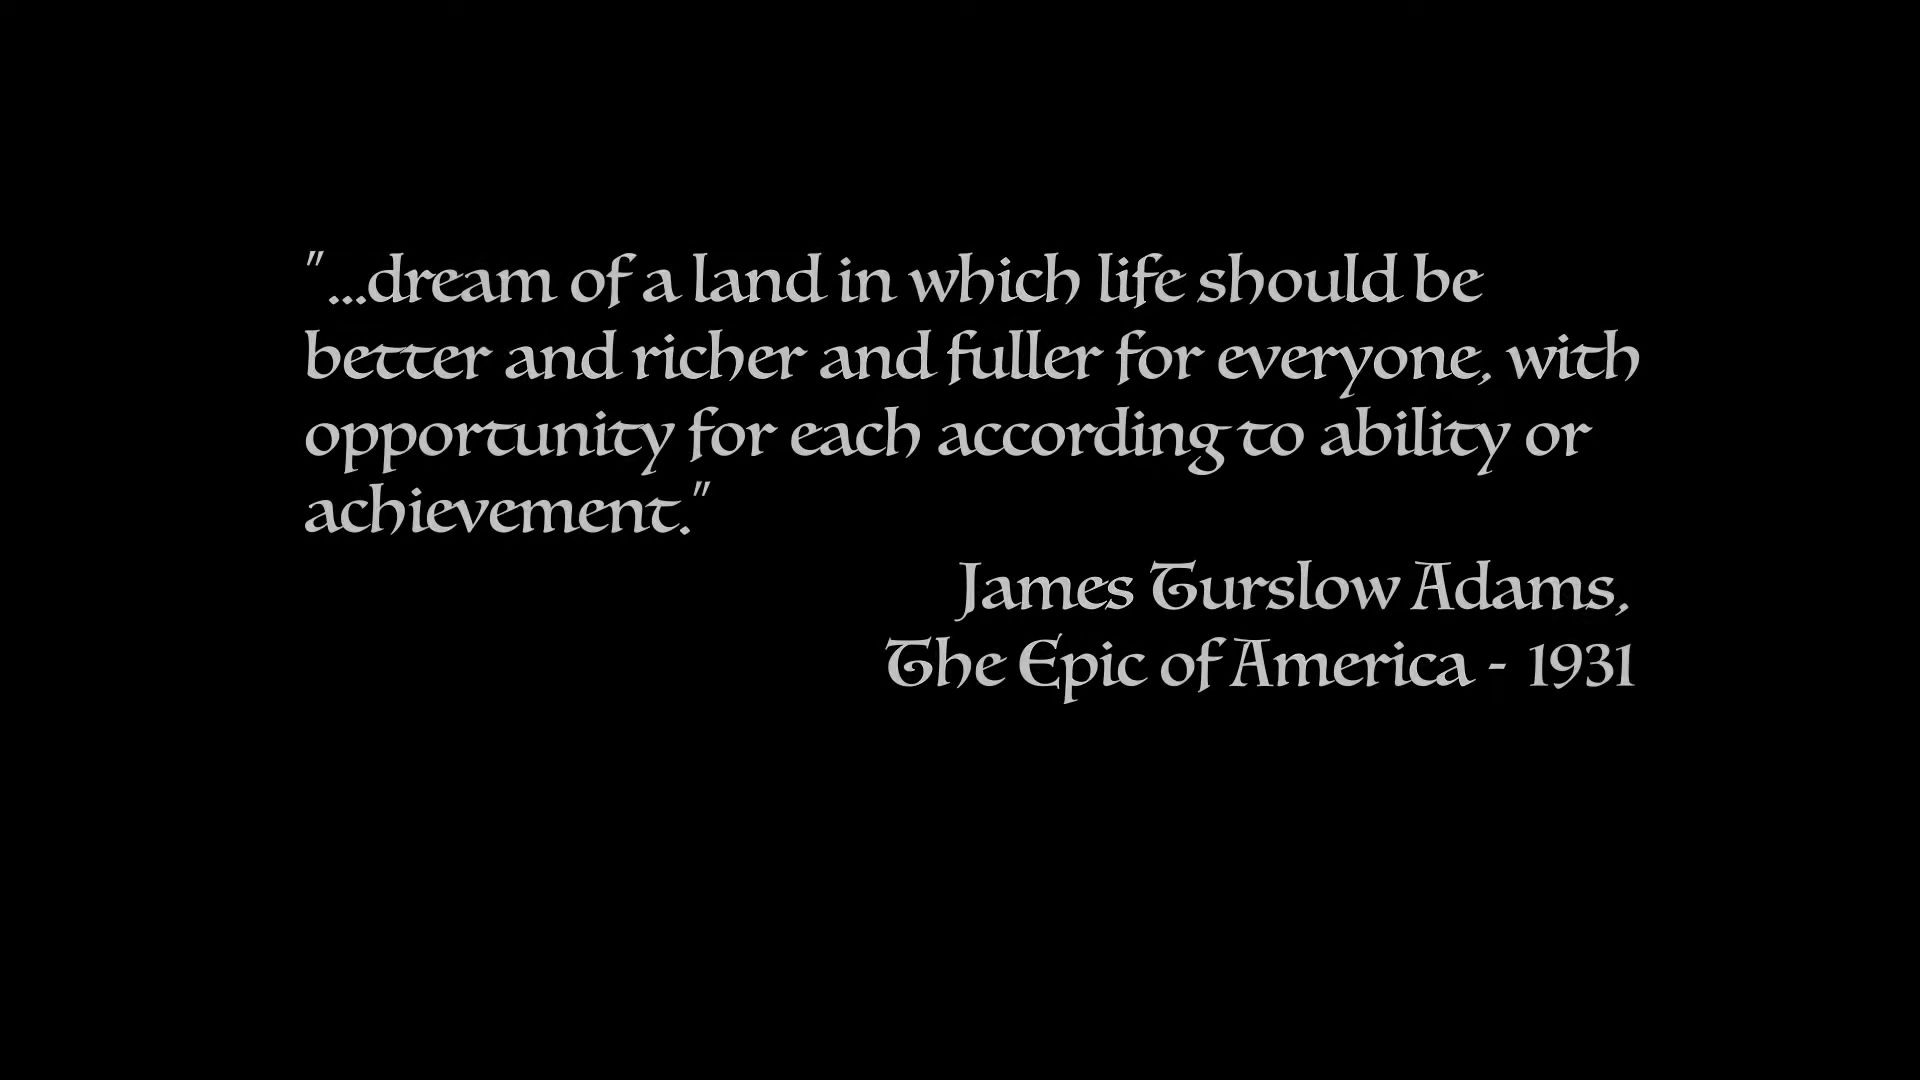 "...dream of a land in which life should be
better and richer and fuller for everyone, with
opportunity for each according to ability or
achievement."
James Turslow Adams,
The Epic of America - 1931